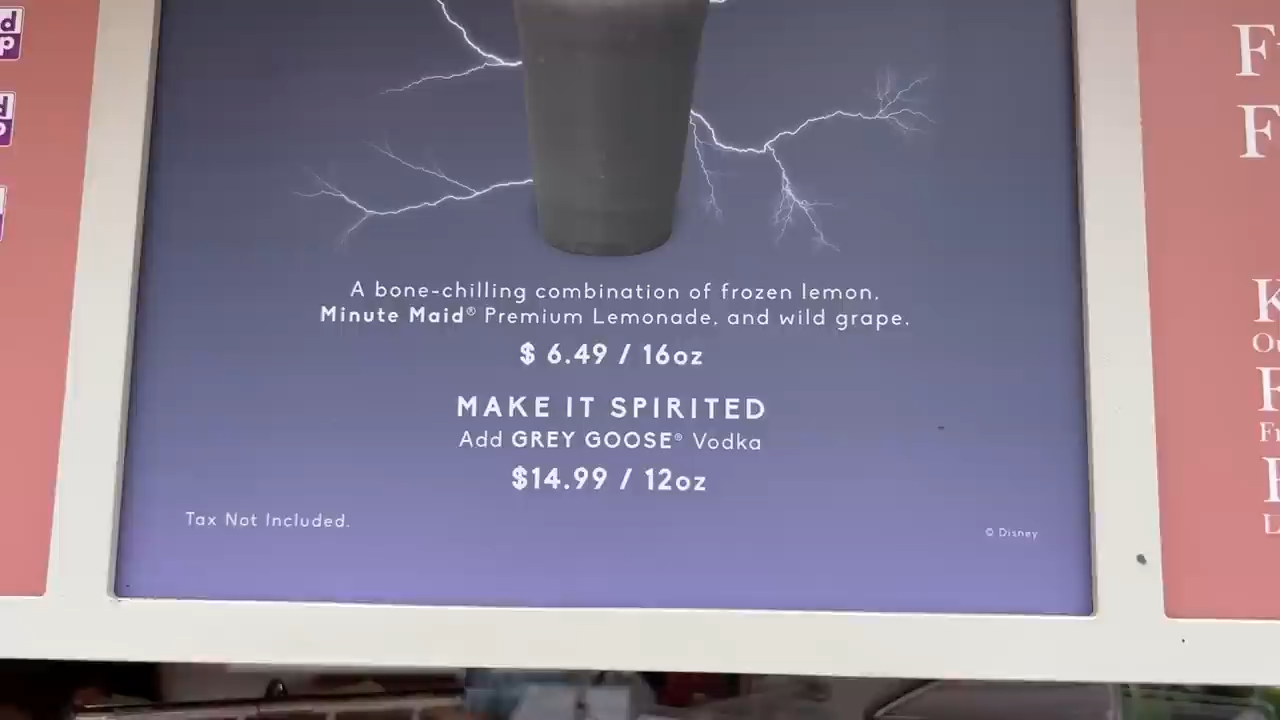 A bone-chilling combination of frozen lemon,
Minute Maid® Premium Lemonade, and wild grape.
$ 6.49 / 16oz
MAKE IT SPIRITED
Add GREY GOOSE® Vodka
$14.99 / 12oz
Tax Not Included.
© Disney